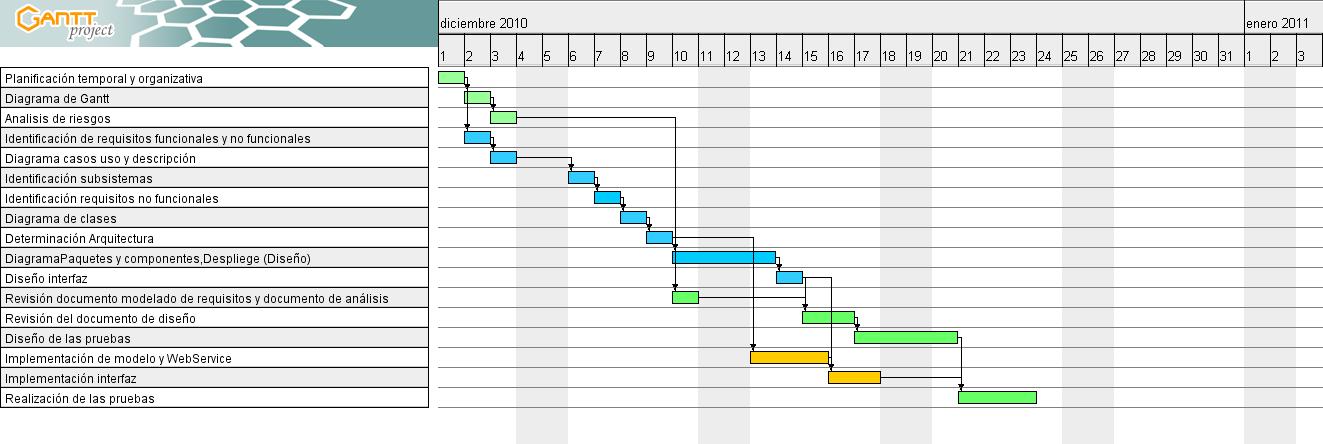 GANTT
project
diciembre 2010 enero 2011
1 2 3 4 5 6 7 8 9 10 11 12 13 14 15 16 17 18 19 20 21 22 23 24 25 26 27 28 29 30 31 1 2 3
Planificación temporal y organizativa
Diagrama de Gantt
Analisis de riesgos
Identificación de requisitos funcionales y no funcionales
Diagrama casos uso y descripción
Identificación subsistemas
Identificación requisitos no funcionales
Diagrama de clases
Determinación Arquitectura
DiagramaPaquetes y componentes,Despliege (Diseño)
Diseño interfaz
Revisión documento modelado de requisitos y documento de análisis
Revisión del documento de diseño
Diseño de las pruebas
Implementación de modelo y WebService
Implementación interfaz
Realización de las pruebas